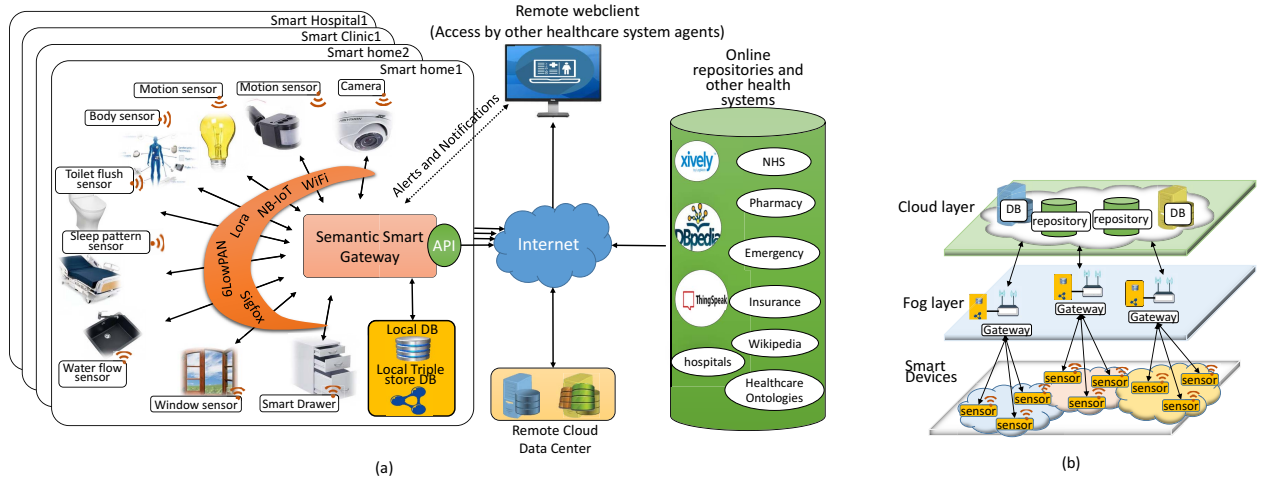 Smart Hospital1
Smart Clinic1
Smart home2
Smart home1
Motion sensor
Motion sensor
Camera
Body sensor
Toilet flush
sensor
Sleep pattern
sensor
Water flow
sensor
Window sensor
Smart Drawer
WiFi
NB-IoT
Lora
6LowPAN
Sigfox
Semantic Smart
Gateway
API
Local DB
Local Triple
store DB
Alerts and Notifications
Remote webclient
(Access by other healthcare system agents)
Internet
Remote Cloud
Data Center
Online
repositories and
other health
systems
xively
NHS
Pharmacy
DBpedia
Emergency
ThingSpeak
Insurance
Wikipedia
hospitals
Healthcare
Ontologies
(a)
Cloud layer
DB
repository
repository
DB
Fog layer
Gateway
Gateway
Gateway
Smart
Devices
sensor
sensor
sensor
sensor
sensor
sensor
sensor
sensor
sensor
sensor
(b)